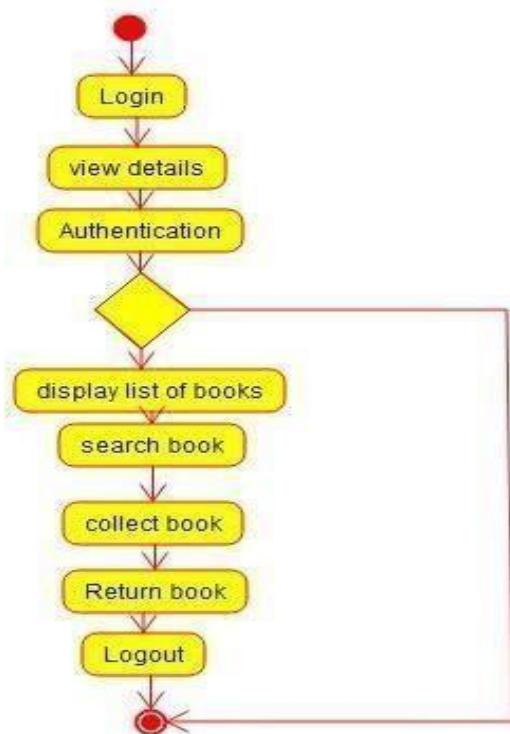 Login
view details
Authentication
display list of books
search book
collect book
Return book
Logout